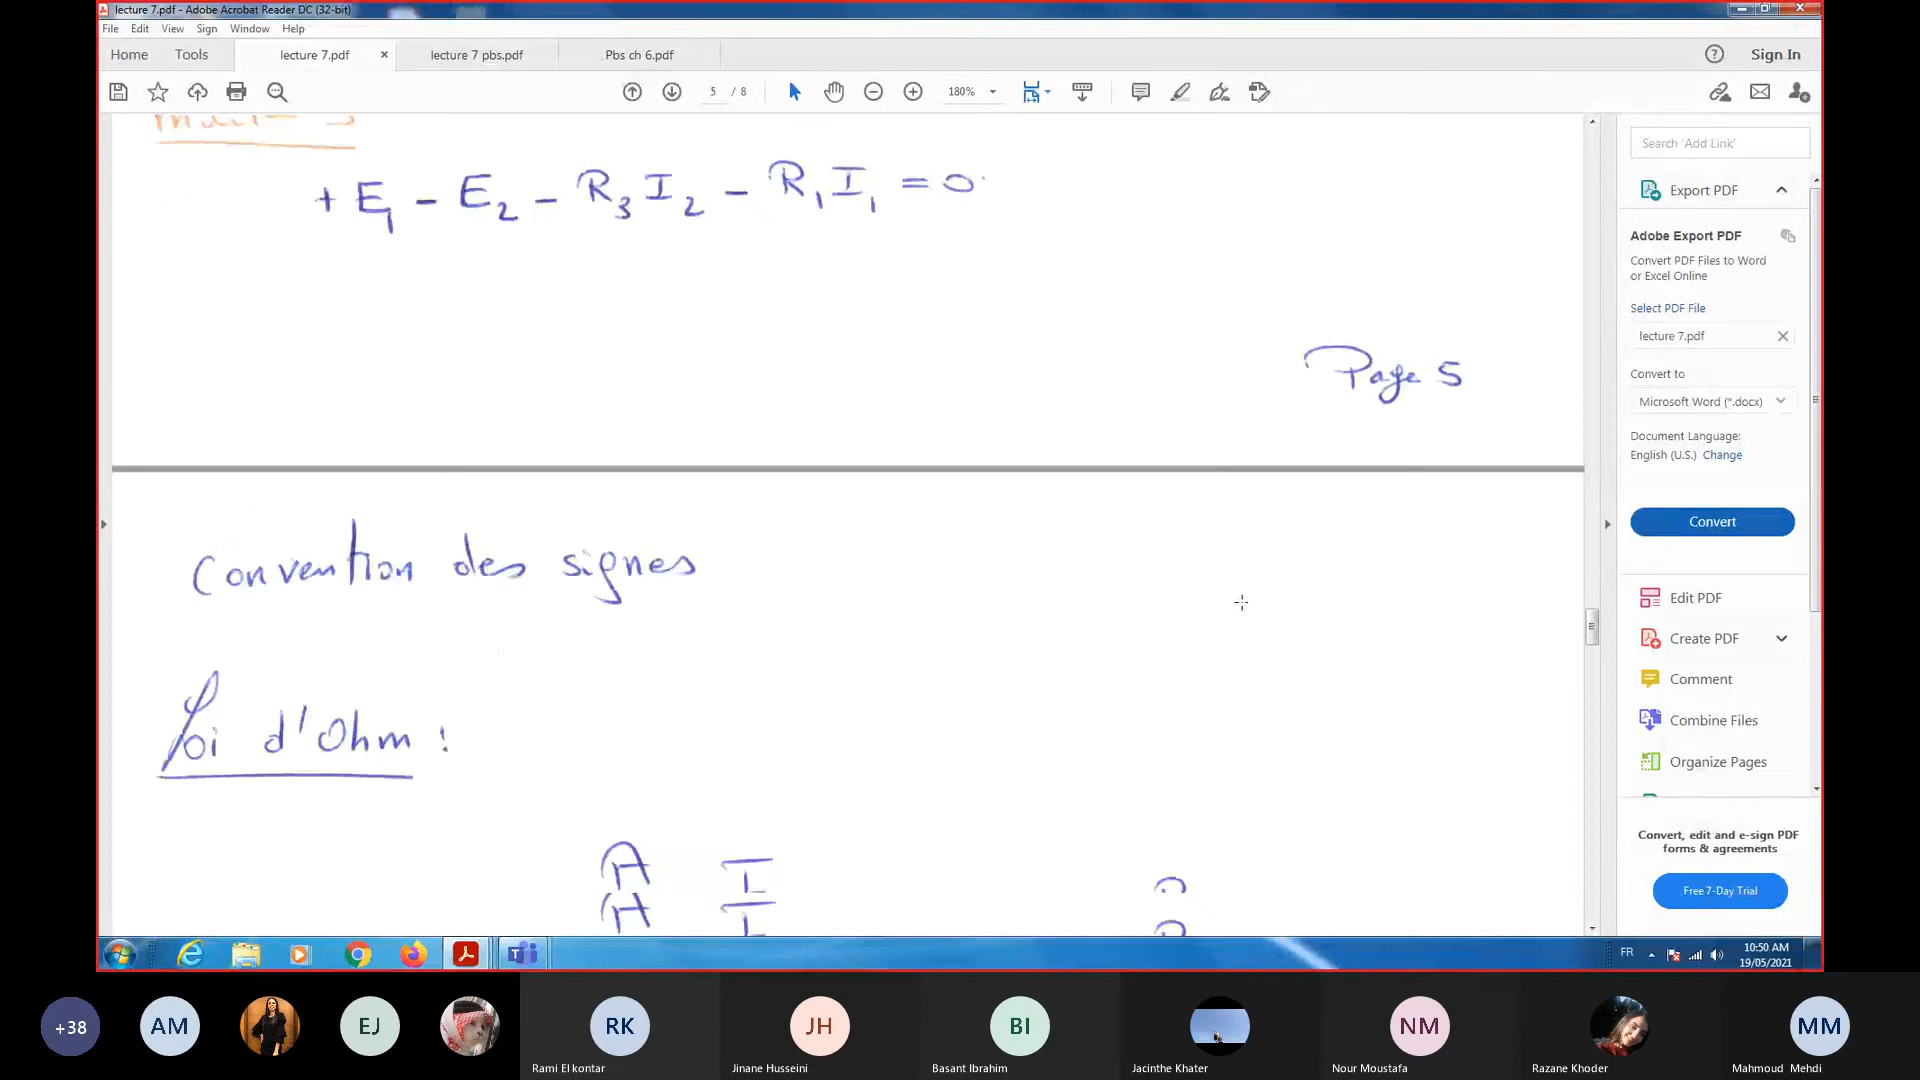 lecture 7.pdf - Adobe Acrobat Reader DC (32-bit)
File Edit View Sign Window Help
Home Tools lecture 7.pdf × lecture 7 pbs.pdf Pbs ch 6.pdf Sign In
5 / 8 180%
+ E1 - E2 - R3 I2 - R1 I1 = 0
Page 5
Convention des signes
Loi d'Ohm :
A I
A I
Search 'Add Link'
Export PDF
Adobe Export PDF
Convert PDF Files to Word
or Excel Online
Select PDF File
lecture 7.pdf
Convert to
Microsoft Word (*.docx)
Document Language:
English (U.S.) Change
Convert
Edit PDF
Create PDF
Comment
Combine Files
Organize Pages
Convert, edit and e-sign PDF
forms & agreements
Free 7-Day Trial
FR
10:50 AM
19/05/2021
+38 AM EJ RK JH BI NM MM
Rami El kontar Jinane Husseini Basant Ibrahim Jacinthe Khater Nour Moustafa Razane Khoder Mahmoud Mehdi